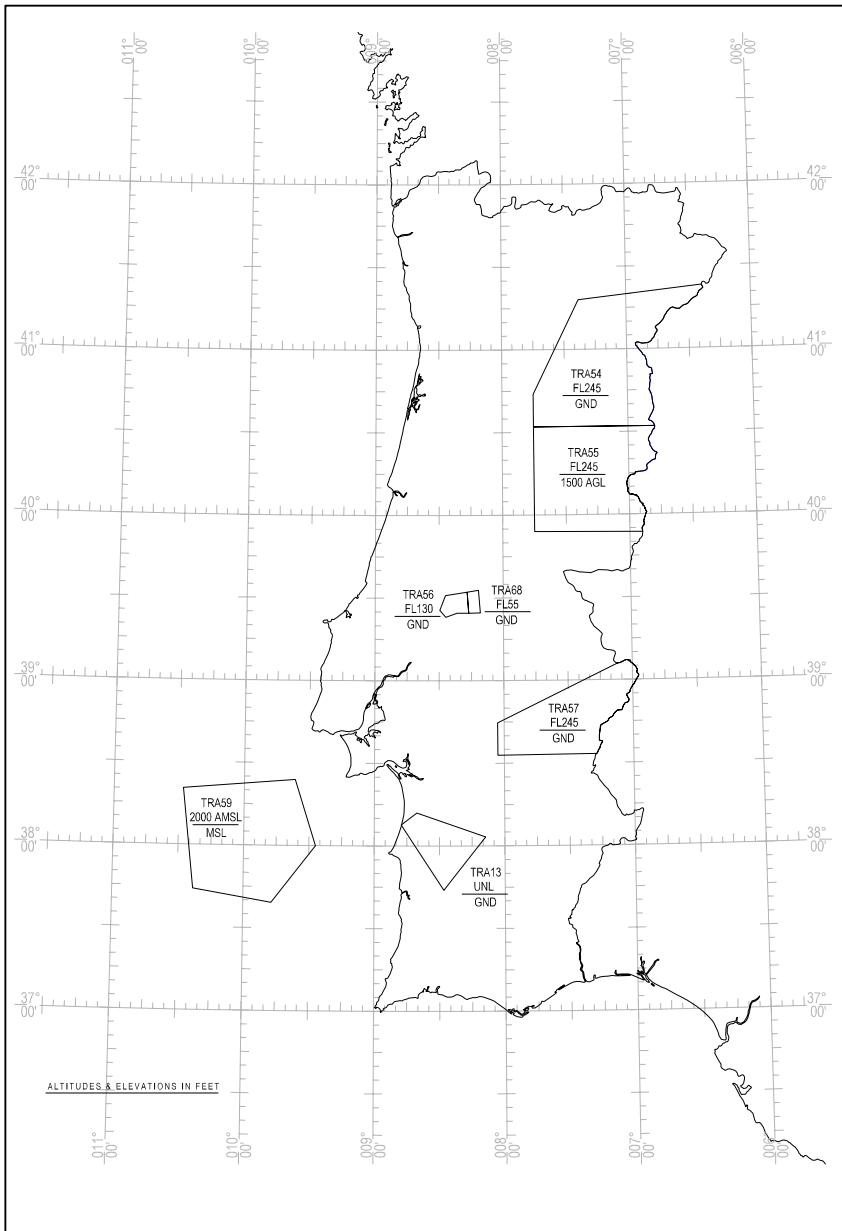 011°
00'
010°
00'
009°
00'
008°
00'
007°
00'
006°
00'
42°
00'
42°
00'
41°
00'
41°
00'
TRA54
FL245
GND
TRA55
FL245
1500 AGL
40°
00'
40°
00'
TRA56
FL130
GND
TRA68
FL55
GND
39°
00'
39°
00'
TRA57
FL245
GND
TRA59
2000 AMSL
MSL
38°
00'
38°
00'
TRA13
UNL
GND
37°
00'
37°
00'
ALTITUDES & ELEVATIONS IN FEET
011°
00'
010°
00'
009°
00'
008°
00'
007°
00'
006°
00'